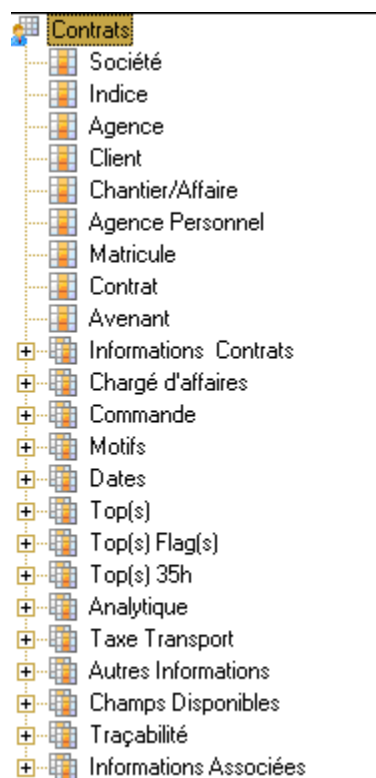 Contrats
Société
Indice
Agence
Client
Chantier/Affaire
Agence Personnel
Matricule
Contrat
Avenant
Informations  Contrats
Chargé d'affaires
Commande
Motifs
Dates
Top(s)
Top(s) Flag(s)
Top(s) 35h
Analytique
Taxe Transport
Autres Informations
Champs Disponibles
Traçabilité
Informations Associées